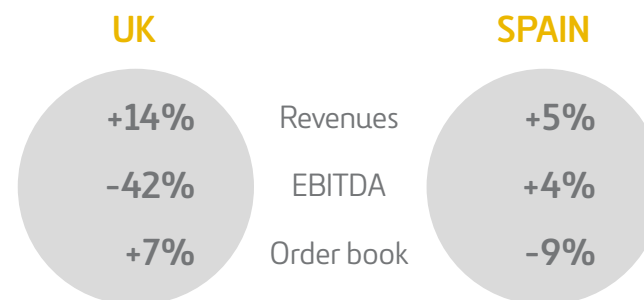 UK SPAIN
+14% Revenues +5%
-42% EBITDA +4%
+7% Order book -9%